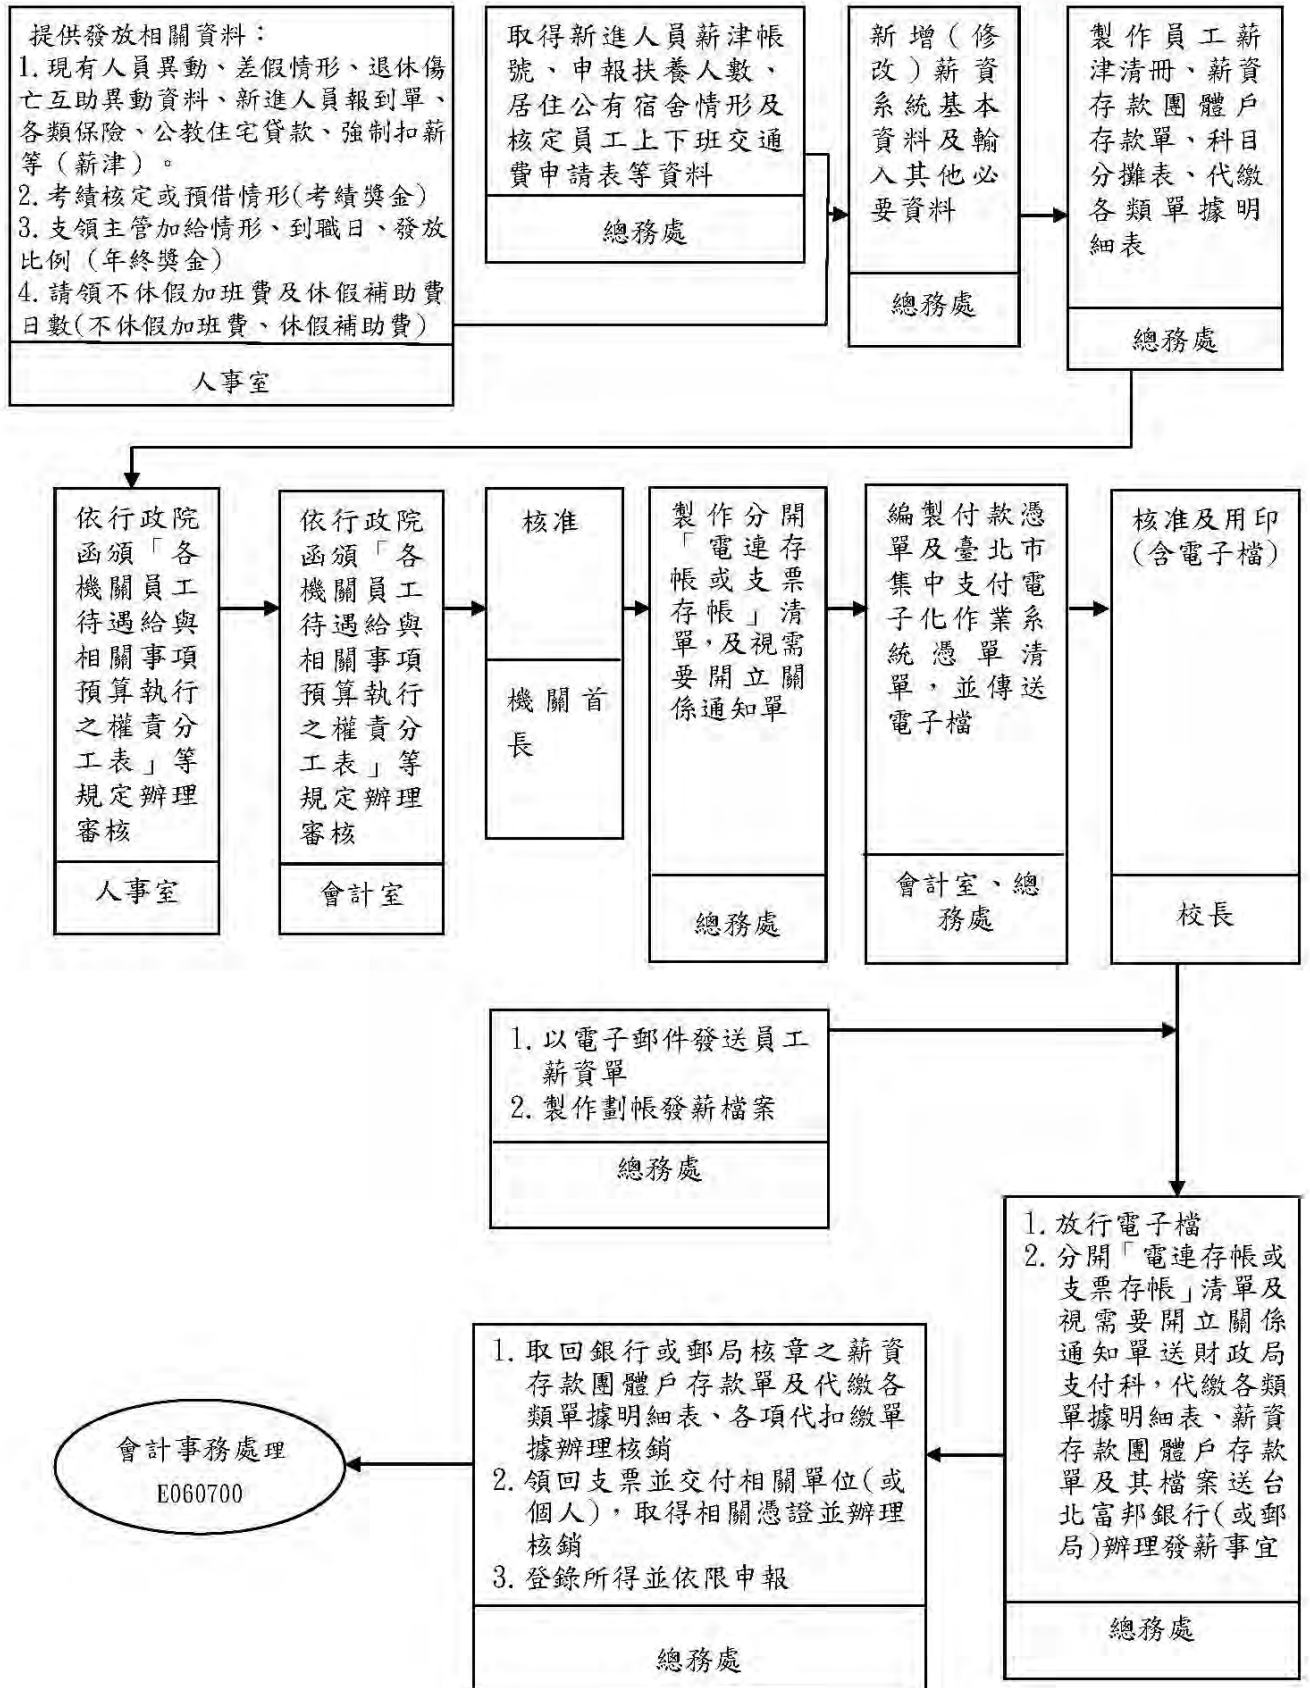 提供發放相關資料：
1.現有人員異動、差假情形、退休傷
亡互助異動資料、新進人員報到單、
各類保險、公教住宅貸款、強制扣薪
等（薪津）。
2.考績核定或預借情形(考績獎金)
3.支領主管加給情形、到職日、發放
比例（年終獎金）
4.請領不休假加班費及休假補助費
日數(不休假加班費、休假補助費)
人事室
取得新進人員薪津帳
號、申報扶養人數、
居住公有宿舍情形及
核定員工上下班交通
費申請表等資料
總務處
新增（修
改）薪資
系統基本
資料及輸
入其他必
要資料
總務處
製作員工薪
津清冊、薪資
存款團體戶
存款單、科目
分攤表、代繳
各類單據明
細表
總務處
依行政院
函頒「各
機關員工
待遇給與
相關事項
預算執行
之權責分
工表」等
規定辦理
審核
人事室
依行政院
函頒「各
機關員工
待遇給與
相關事項
預算執行
之權責分
工表」等
規定辦理
審核
會計室
核准
機關首
長
製作分開
「電連存
帳或支票
存帳」清
單，及視需
要開立關
係通知單
總務處
編製付款憑
單及臺北市
集中支付電
子化作業系
統憑單清
單，並傳送
電子檔
會計室、總
務處
核准及用印
(含電子檔)
校長
1.以電子郵件發送員工
薪資單
2.製作劃帳發薪檔案
總務處
1.放行電子檔
2.分開「電連存帳或
支票存帳」清單及
視需要開立關係
通知單送財政局
支付科，代繳各類
單據明細表、薪資
存款團體戶存款
單及其檔案送台
北富邦銀行(或郵
局)辦理發薪事宜
總務處
1.取回銀行或郵局核章之薪資
存款團體戶存款單及代繳各
類單據明細表、各項代扣繳單
據辦理核銷
2.領回支票並交付相關單位(或
個人)，取得相關憑證並辦理
核銷
3.登錄所得並依限申報
總務處
會計事務處理
E060700